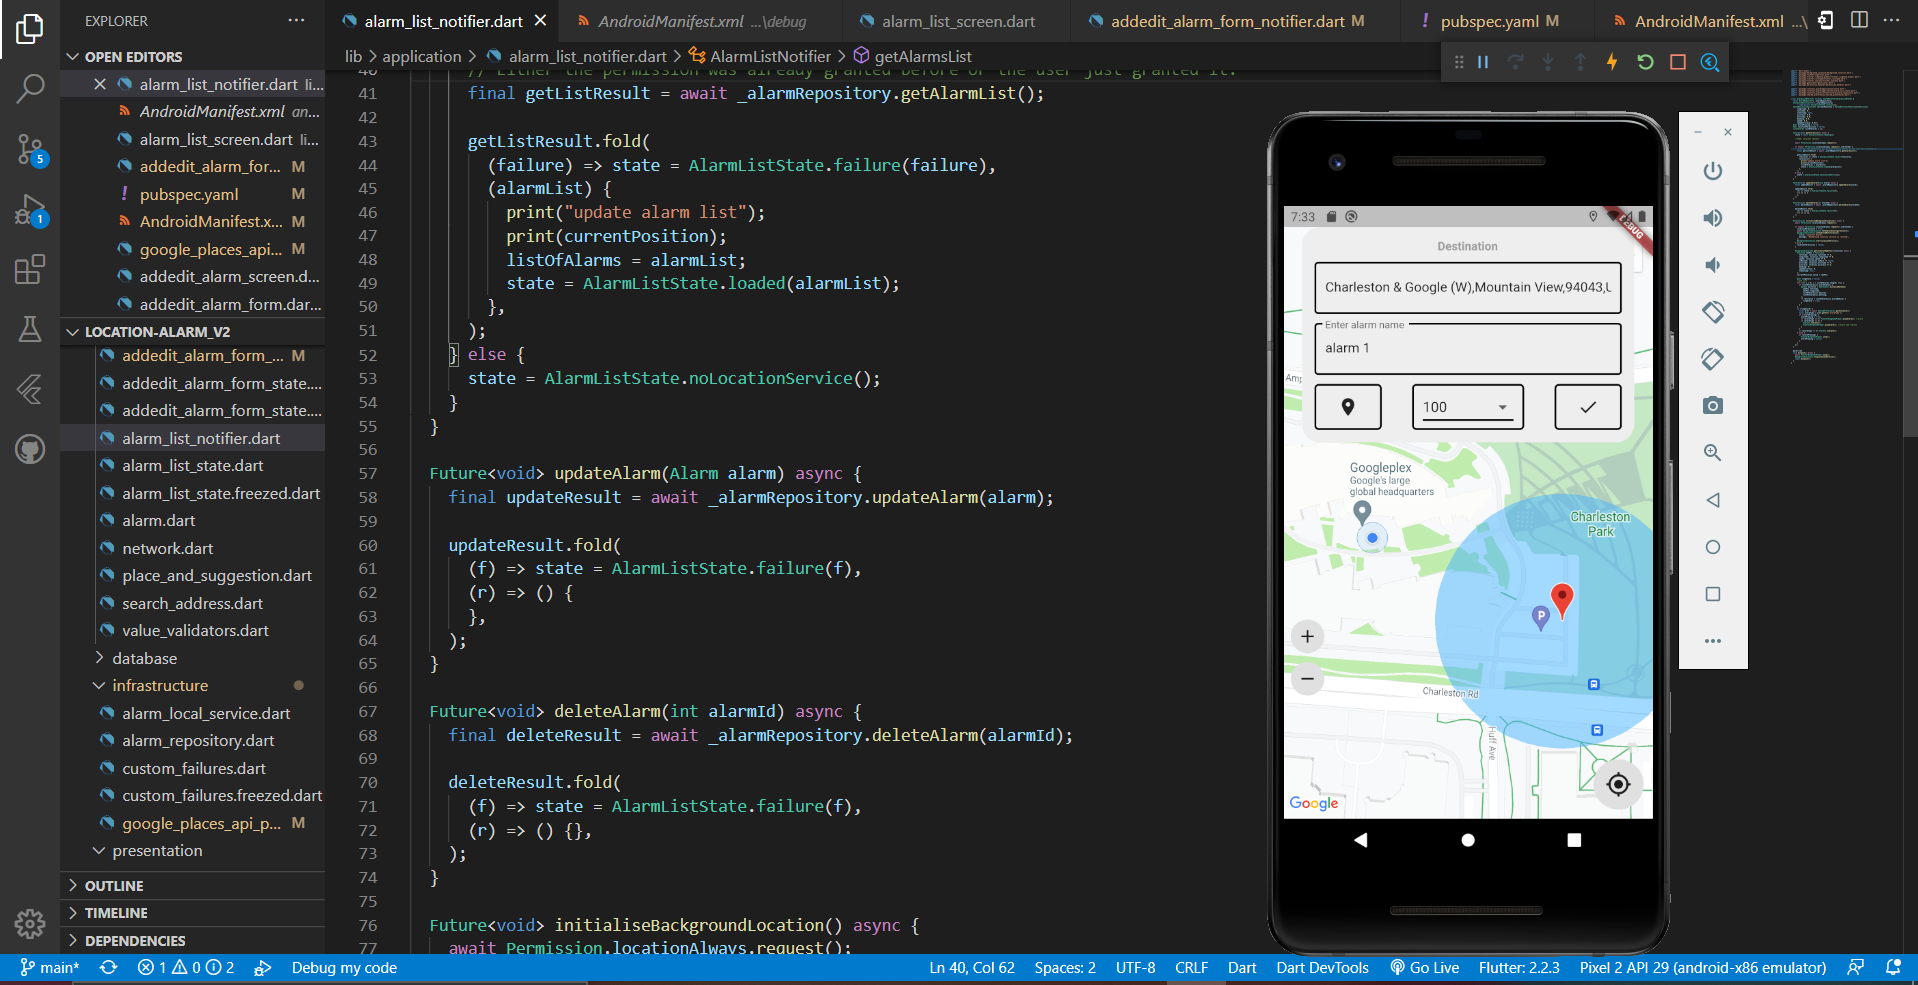 EXPLORER
alarm_list_notifier.dart
AndroidManifest.xml ...\debug
alarm_list_screen.dart
addedit_alarm_form_notifier.dart M
! pubspec.yaml M
AndroidManifest.xml ...\
lib > application > alarm_list_notifier.dart > AlarmListNotifier > getAlarmsList
OPEN EDITORS
alarm_list_notifier.dart li...
AndroidManifest.xml an...
alarm_list_screen.dart li...
addedit_alarm_for... M
! pubspec.yaml M
AndroidManifest.x... M
google_places_api... M
addedit_alarm_screen.d...
addedit_alarm_form.dar...
LOCATION-ALARM_V2
addedit_alarm_form_... M
addedit_alarm_form_state....
addedit_alarm_form_state....
alarm_list_notifier.dart
alarm_list_state.dart
alarm_list_state.freezed.dart
alarm.dart
network.dart
place_and_suggestion.dart
search_address.dart
value_validators.dart
database
infrastructure
alarm_local_service.dart
alarm_repository.dart
custom_failures.dart
custom_failures.freezed.dart
google_places_api_p... M
presentation
OUTLINE
TIMELINE
DEPENDENCIES
5
1
40 // Either the permission was already granted before or the user just granted it.
41 final getListResult = await _alarmRepository.getAlarmList();
42
43 getListResult.fold(
44 (failure) => state = AlarmListState.failure(failure),
45 (alarmList) {
46 print("update alarm list");
47 print(currentPosition);
48 listOfAlarms = alarmList;
49 state = AlarmListState.loaded(alarmList);
50 },
51 );
52 } else {
53 state = AlarmListState.noLocationService();
54 }
55 }
56
57 Future<void> updateAlarm(Alarm alarm) async {
58 final updateResult = await _alarmRepository.updateAlarm(alarm);
59
60 updateResult.fold(
61 (f) => state = AlarmListState.failure(f),
62 (r) => () {
63 },
64 );
65 }
66
67 Future<void> deleteAlarm(int alarmId) async {
68 final deleteResult = await _alarmRepository.deleteAlarm(alarmId);
69
70 deleteResult.fold(
71 (f) => state = AlarmListState.failure(f),
72 (r) => () {},
73 );
74 }
75
76 Future<void> initialiseBackgroundLocation() async {
77 await Permission.locationAlways.request();
7:33
DEBUG
Destination
Charleston & Google (W),Mountain View,94043,U
Enter alarm name
alarm 1
Amp
100
Googleplex
Google's large
global headquarters
Charleston
Park
P
+
−
Charleston Rd
Huff Ave
Google
main* 1 0 2 Debug my code
Ln 40, Col 62 Spaces: 2 UTF-8 CRLF Dart Dart DevTools Go Live Flutter: 2.2.3 Pixel 2 API 29 (android-x86 emulator)